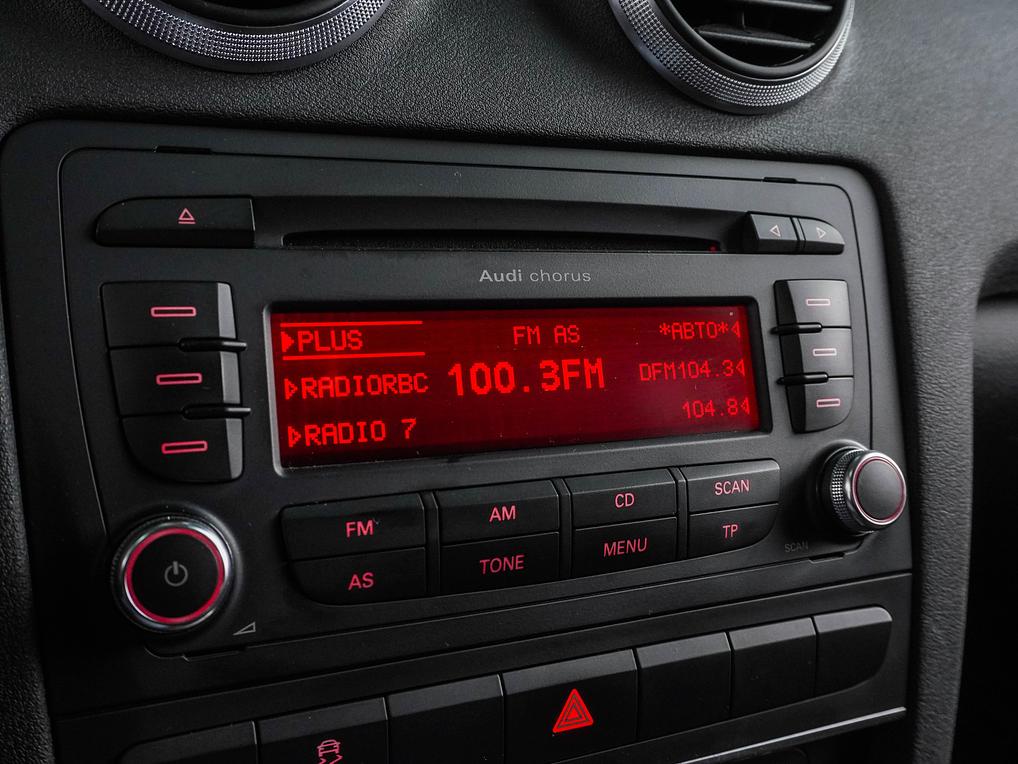 Audi chorus
PLUS FM AS *АВТО*
RADIORBC 100.3FM DFM104.3
RADIO 7 104.8
FM AM CD SCAN
AS TONE MENU TP
SCAN